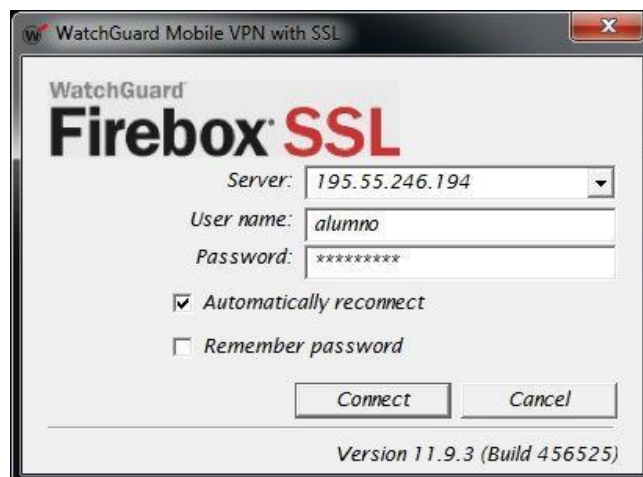 WatchGuard Mobile VPN with SSL
WatchGuard
Firebox SSL
Server: 195.55.246.194
User name: alumno
Password: *********
Automatically reconnect
Remember password
Connect Cancel
Version 11.9.3 (Build 456525)